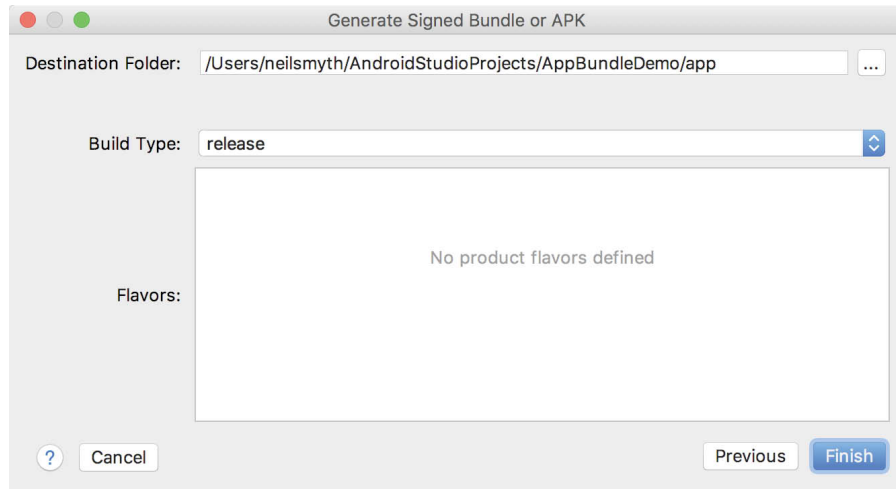 Generate Signed Bundle or APK
Destination Folder: /Users/neilsmyth/AndroidStudioProjects/AppBundleDemo/app ...
Build Type: release
No product flavors defined
Flavors:
? Cancel Previous Finish